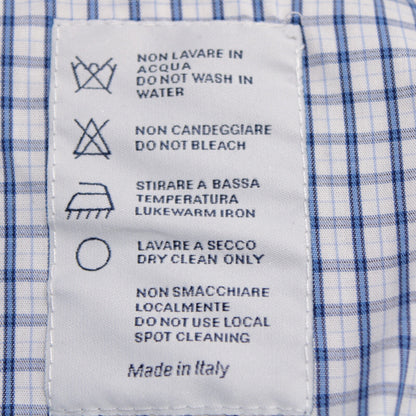 NON LAVARE IN
ACQUA
DO NOT WASH IN
WATER
NON CANDEGGIARE
DO NOT BLEACH
STIRARE A BASSA
TEMPERATURA
LUKEWARM IRON
LAVARE A SECCO
DRY CLEAN ONLY
NON SMACCHIARE
LOCALMENTE
DO NOT USE LOCAL
SPOT CLEANING
Made in Italy